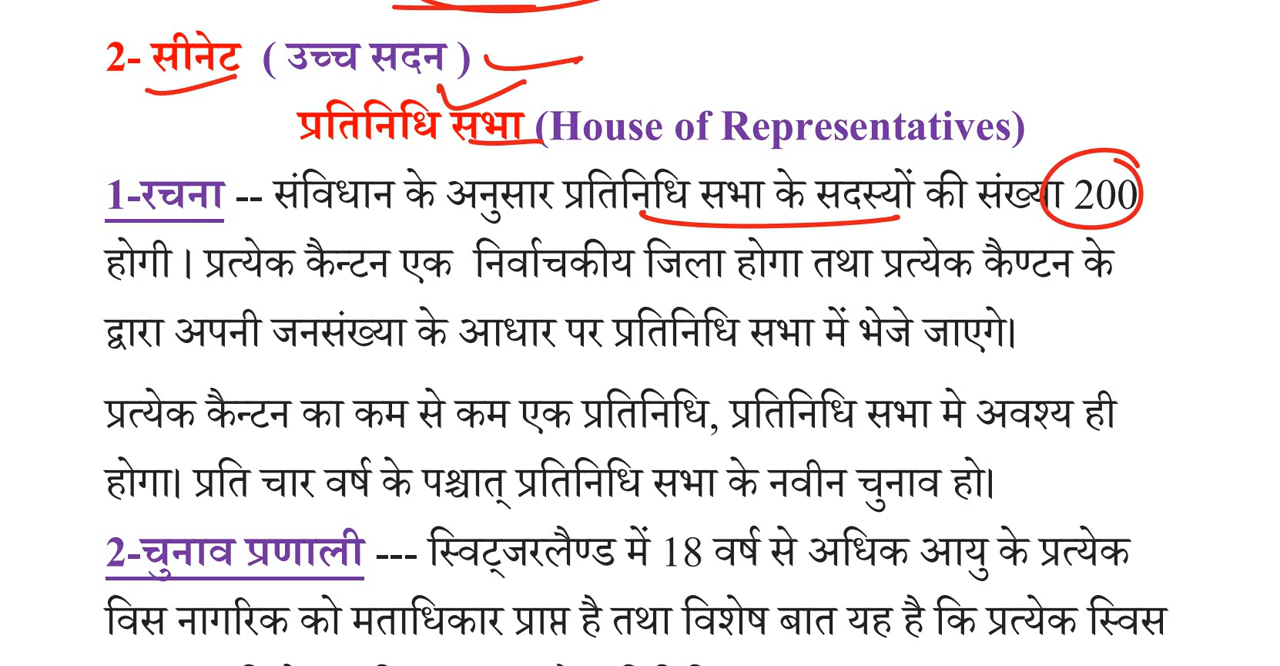 2- सीनेट ( उच्च सदन )
प्रतिनिधि सभा (House of Representatives)
1-रचना -- संविधान के अनुसार प्रतिनिधि सभा के सदस्यों की संख्या 200
होगी । प्रत्येक कैन्टन एक निर्वाचकीय जिला होगा तथा प्रत्येक कैण्टन के
द्वारा अपनी जनसंख्या के आधार पर प्रतिनिधि सभा में भेजे जाएगे।
प्रत्येक कैन्टन का कम से कम एक प्रतिनिधि, प्रतिनिधि सभा मे अवश्य ही
होगा। प्रति चार वर्ष के पश्चात् प्रतिनिधि सभा के नवीन चुनाव हो।
2-चुनाव प्रणाली --- स्विट्जरलैण्ड में 18 वर्ष से अधिक आयु के प्रत्येक
विस नागरिक को मताधिकार प्राप्त है तथा विशेष बात यह है कि प्रत्येक स्विस